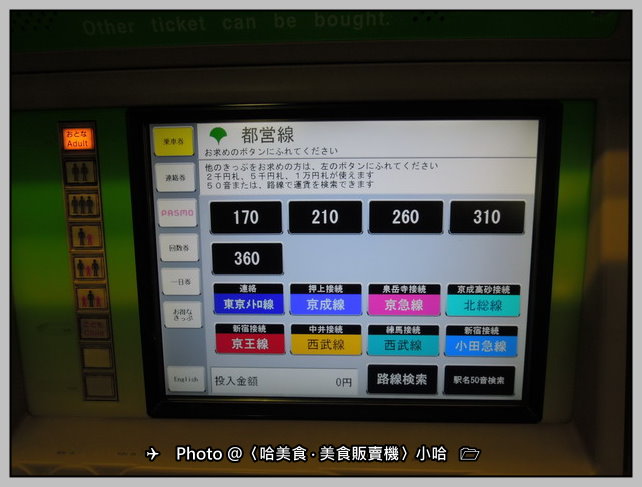 Other ticket can be bought.
おとな
Adult
乗車券
都営線
お求めのボタンにふれてください
連絡券
他のきっぷをお求めの方は、左のボタンにふれてください
2千円札、5千円札、1万円札が使えます
50音または、路線で運賃を検索できます
PASMO
170 210 260 310
回数券
360
一日券
連絡 押上接続 泉岳寺接続 京成高砂接続
東京メトロ線 京成線 京急線 北総線
お得な
きっぷ
新宿接続 中井接続 練馬接続 新宿接続
京王線 西武線 西武線 小田急線
English
投入金額 0円
路線検索
駅名50音検索
こども
Child
✈ Photo @〈哈美食·美食販賣機〉小哈